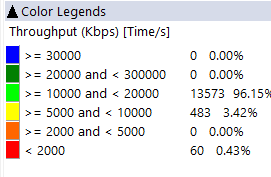 Color Legends
Throughput (Kbps) [Time/s]
>= 30000 0 0.00%
>= 20000 and < 300000 0 0.00%
>= 10000 and < 20000 13573 96.15%
>= 5000 and < 10000 483 3.42%
>= 2000 and < 5000 0 0.00%
< 2000 60 0.43%